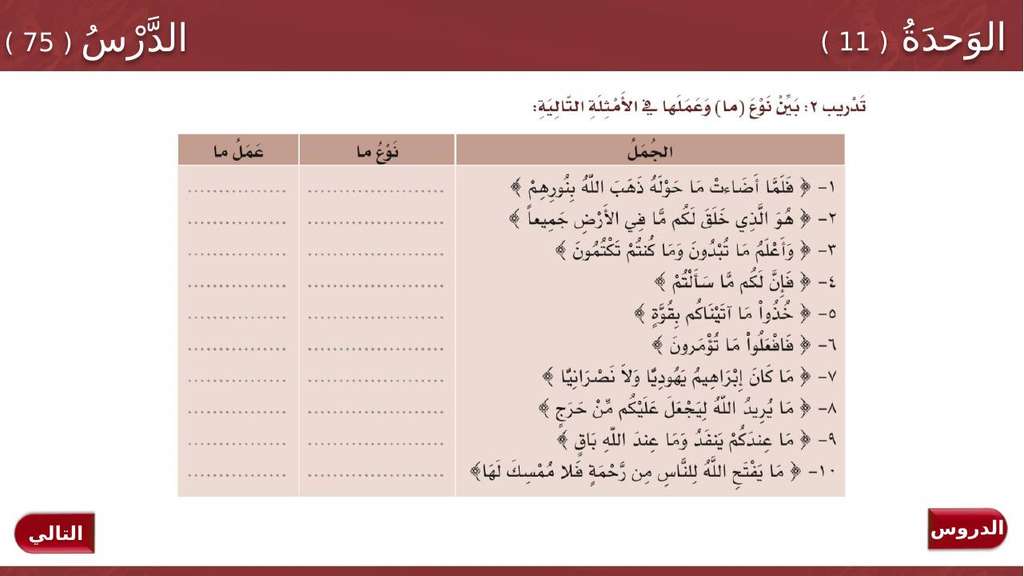 الوَحدَةُ ( 11 )
الدَّرْسُ ( 75 )
تَدْريب ٢: بَيِّنْ نَوْعَ (ما) وَعَمَلَها في الأَمْثِلَةِ التّالِيَةِ:
الجُمَلُ نَوْعُ ما عَمَلُ ما
١- ﴿ فَلَمَّا أَضَاءتْ مَا حَوْلَهُ ذَهَبَ اللّهُ بِنُورِهِمْ ﴾ ...................... ................
٢- ﴿ هُوَ الَّذِي خَلَقَ لَكُم مَّا فِي الأَرْضِ جَمِيعاً ﴾ ...................... ................
٣- ﴿ وَأَعْلَمُ مَا تُبْدُونَ وَمَا كُنتُمْ تَكْتُمُونَ ﴾ ...................... ................
٤- ﴿ فَإِنَّ لَكُم مَّا سَأَلْتُمْ ﴾ ...................... ................
٥- ﴿ خُذُواْ مَا آتَيْنَاكُم بِقُوَّةٍ ﴾ ...................... ................
٦- ﴿ فَافْعَلُواْ مَا تُؤْمَرونَ ﴾ ...................... ................
٧- ﴿ مَا كَانَ إِبْرَاهِيمُ يَهُودِيًّا وَلاَ نَصْرَانِيًّا ﴾ ...................... ................
٨- ﴿ مَا يُرِيدُ اللّهُ لِيَجْعَلَ عَلَيْكُم مِّنْ حَرَجٍ ﴾ ...................... ................
٩- ﴿ مَا عِندَكُمْ يَنفَدُ وَمَا عِندَ اللّهِ بَاقٍ ﴾ ...................... ................
١٠- ﴿ مَا يَفْتَحِ اللَّهُ لِلنَّاسِ مِن رَّحْمَةٍ فَلا مُمْسِكَ لَهَا﴾ ...................... ................
الدروس
التالي